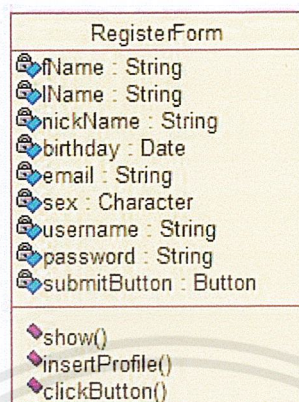 RegisterForm
fName : String
lName : String
nickName : String
birthday : Date
email : String
sex : Character
username : String
password : String
submitButton : Button
show()
insertProfile()
clickButton()